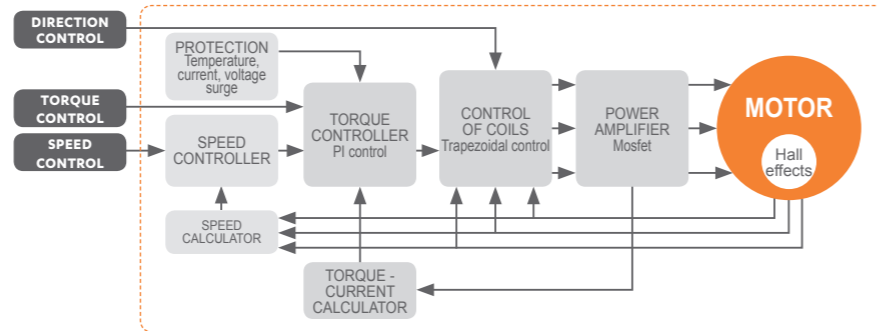 DIRECTION
CONTROL
PROTECTION
Temperature,
current, voltage
surge
TORQUE
CONTROL
SPEED
CONTROL
SPEED
CONTROLLER
TORQUE
CONTROLLER
PI control
CONTROL
OF COILS
Trapezoidal control
POWER
AMPLIFIER
Mosfet
MOTOR
Hall
effects
SPEED
CALCULATOR
TORQUE -
CURRENT
CALCULATOR